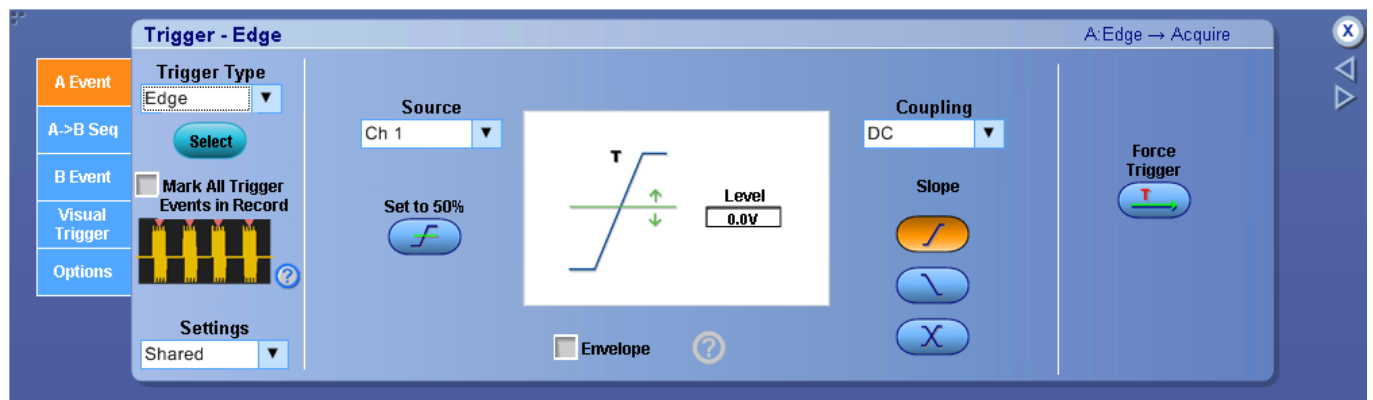 Trigger - Edge
A:Edge → Acquire
X
A Event
A->B Seq
B Event
Visual
Trigger
Options
Trigger Type
Edge
Select
Mark All Trigger
Events in Record
?
Settings
Shared
Source
Ch 1
Set to 50%
T
Level
0.0V
Envelope
?
Coupling
DC
Slope
Force
Trigger
T